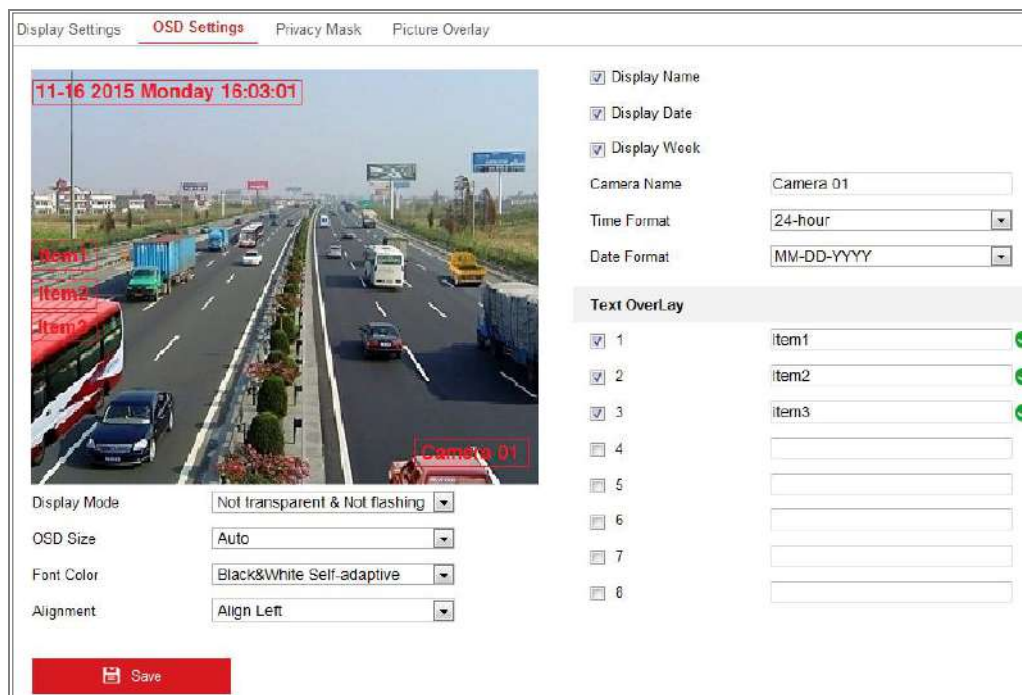 Display Settings OSD Settings Privacy Mask Picture Overlay
11-16 2015 Monday 16:03:01
Item1
Item2
Item3
Camera 01
Display Mode Not transparent & Not flashing
OSD Size Auto
Font Color Black&White Self-adaptive
Alignment Align Left
Save
Display Name
Display Date
Display Week
Camera Name Camera 01
Time Format 24-hour
Date Format MM-DD-YYYY
Text OverLay
1 Item1
2 Item2
3 item3
4
5
6
7
8